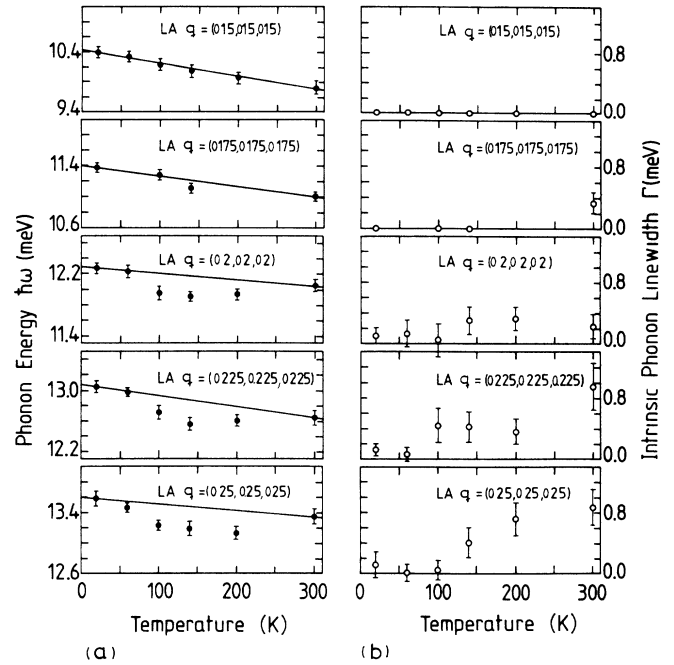 Phonon Energy ħω (meV)
10.4
9.4
LA q = (015,015,015)
11.4
10.6
LA q = (0175,0175,0175)
12.2
11.4
LA q = (02,02,02)
13.0
12.2
LA q = (0225,0225,0225)
13.4
12.6
LA q = (025,025,025)
0 100 200 300
Temperature (K)
(a)
LA q = (015,015,015)
0.8
0.0
LA q = (0175,0175,0175)
0.8
0.0
LA q = (02,02,02)
0.8
0.0
LA q = (0225,0225,0225)
0.8
0.0
LA q = (025,025,025)
0.8
0.0
0 100 200 300
Temperature (K)
(b)
Intrinsic Phonon Linewidth Γ(meV)